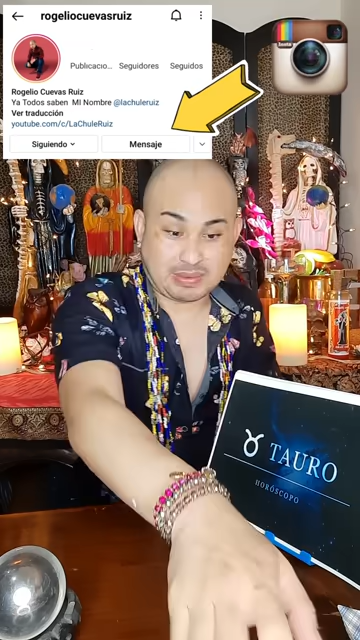 rogeliocuevasruiz
Publicacio... Seguidores Seguidos
Rogelio Cuevas Ruiz
Ya Todos saben MI Nombre @lachuleruiz
Ver traducción
youtube.com/c/LaChuleRuiz
Siguiendo Mensaje
Insta
TAURO
HORÓSCOPO